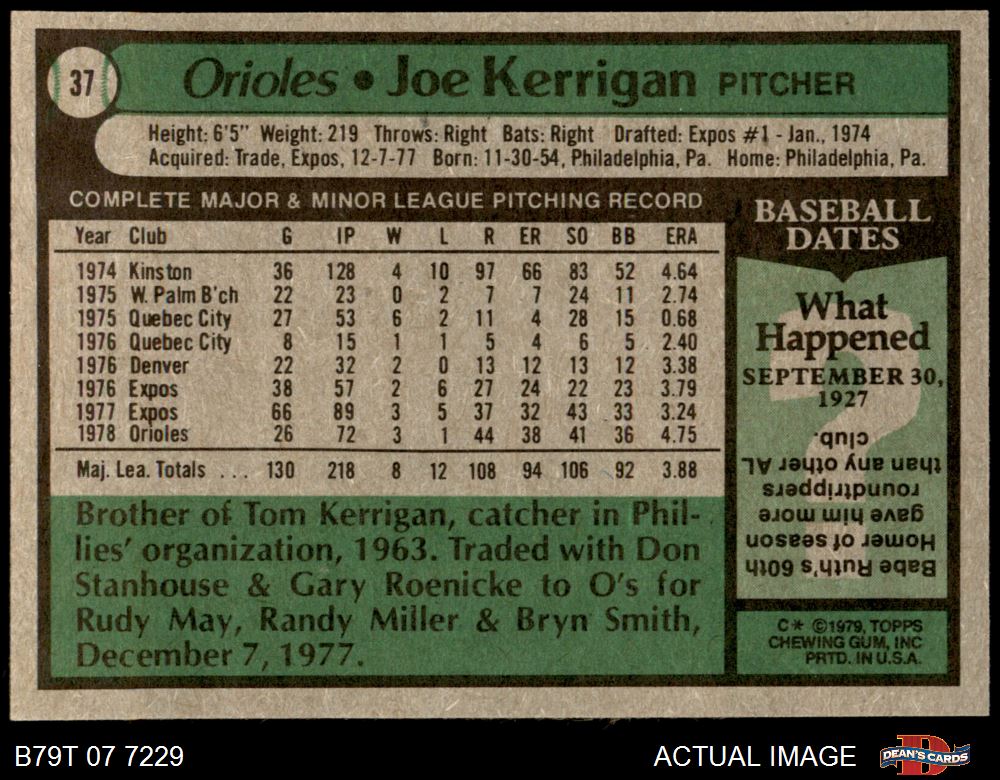 37
Orioles • Joe Kerrigan PITCHER
Height: 6'5" Weight: 219 Throws: Right Bats: Right Drafted: Expos #1 - Jan., 1974
Acquired: Trade, Expos, 12-7-77 Born: 11-30-54, Philadelphia, Pa. Home: Philadelphia, Pa.
COMPLETE MAJOR & MINOR LEAGUE PITCHING RECORD
Year Club G IP W L R ER SO BB ERA
1974 Kinston 36 128 4 10 97 66 83 52 4.64
1975 W. Palm B'ch 22 23 0 2 7 7 24 11 2.74
1975 Quebec City 27 53 6 2 11 4 28 15 0.68
1976 Quebec City 8 15 1 1 5 4 6 5 2.40
1976 Denver 22 32 2 0 13 12 13 12 3.38
1976 Expos 38 57 2 6 27 24 22 23 3.79
1977 Expos 66 89 3 5 37 32 43 33 3.24
1978 Orioles 26 72 3 1 44 38 41 36 4.75
Maj. Lea. Totals ... 130 218 8 12 108 94 106 92 3.88
Brother of Tom Kerrigan, catcher in Phil-
lies' organization, 1963. Traded with Don
Stanhouse & Gary Roenicke to O's for
Rudy May, Randy Miller & Bryn Smith,
December 7, 1977.
BASEBALL
DATES
What
Happened
SEPTEMBER 30,
1927
Babe Ruth's 60th
Homer of season
gave him more
roundtrippers
than any other AL
club.
C* ©1979, TOPPS
CHEWING GUM, INC
PRTD. IN U.S.A.
B79T 07 7229
ACTUAL IMAGE
DEAN'S CARDS